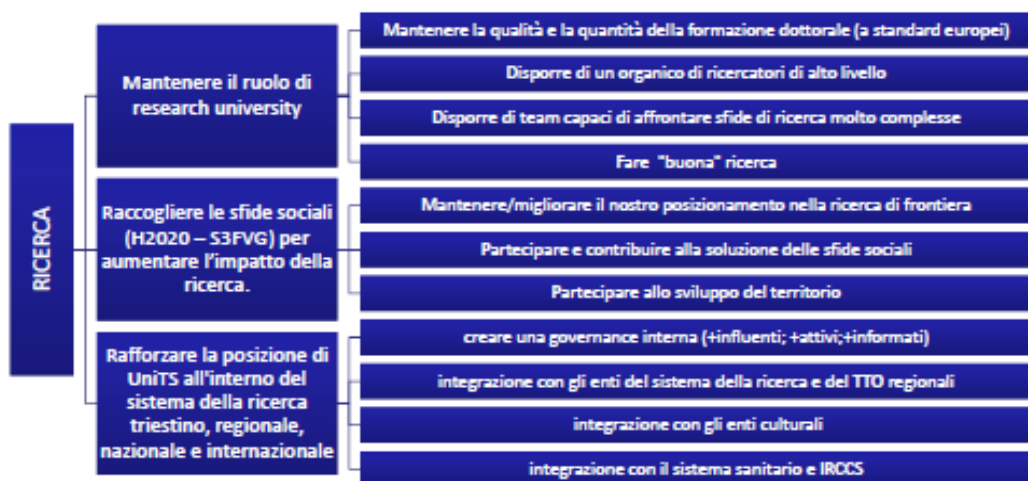 RICERCA
Mantenere il ruolo di
research university
Mantenere la qualità e la quantità della formazione dottorale (a standard europei)
Disporre di un organico di ricercatori di alto livello
Disporre di team capaci di affrontare sfide di ricerca molto complesse
Fare "buona" ricerca
Raccogliere le sfide sociali
(H2020 – S3FVG) per
aumentare l'impatto della
ricerca.
Mantenere/migliorare il nostro posizionamento nella ricerca di frontiera
Partecipare e contribuire alla soluzione delle sfide sociali
Partecipare allo sviluppo del territorio
Rafforzare la posizione di
UniTS all'interno del
sistema della ricerca
triestino, regionale,
nazionale e internazionale
creare una governance interna (+influenti; +attivi;+informati)
integrazione con gli enti del sistema della ricerca e del TTO regionali
integrazione con gli enti culturali
integrazione con il sistema sanitario e IRCCS